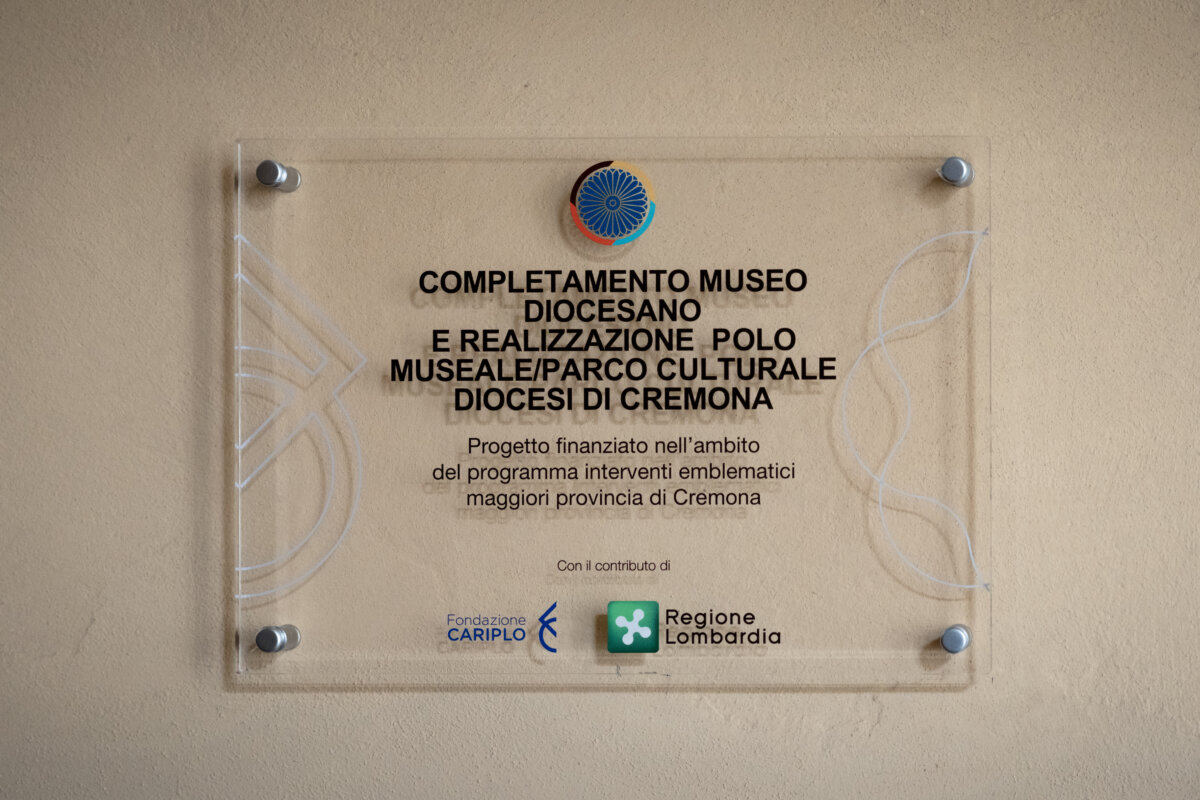 COMPLETAMENTO MUSEO
DIOCESANO
E REALIZZAZIONE POLO
MUSEALE/PARCO CULTURALE
DIOCESI DI CREMONA
Progetto finanziato nell'ambito
del programma interventi emblematici
maggiori provincia di Cremona
Con il contributo di
Fondazione
CARIPLO
Regione
Lombardia